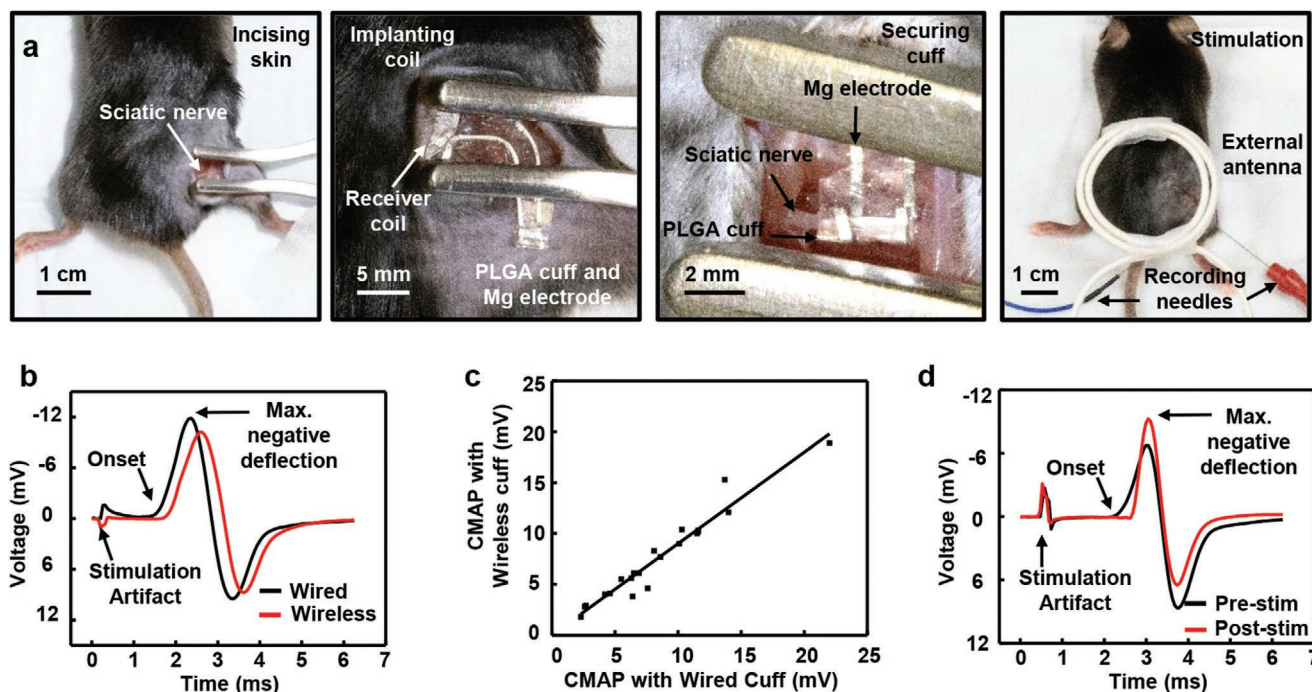 a
Incising
skin
Sciatic nerve
1 cm
Implanting
coil
Receiver
coil
5 mm
PLGA cuff and
Mg electrode
Securing
cuff
Mg electrode
Sciatic nerve
PLGA cuff
2 mm
Stimulation
External
antenna
1 cm
Recording
needles
b
Voltage (mV)
-12
-6
0
6
12
Max.
negative
deflection
Onset
Stimulation
Artifact
Wired
Wireless
0 1 2 3 4 5 6 7
Time (ms)
c
CMAP with
Wireless cuff (mV)
25
20
15
10
5
0
0 5 10 15 20 25
CMAP with Wired Cuff (mV)
d
Voltage (mV)
-12
-6
0
6
12
Max.
negative
deflection
Onset
Stimulation
Artifact
Pre-stim
Post-stim
0 1 2 3 4 5 6 7
Time (ms)